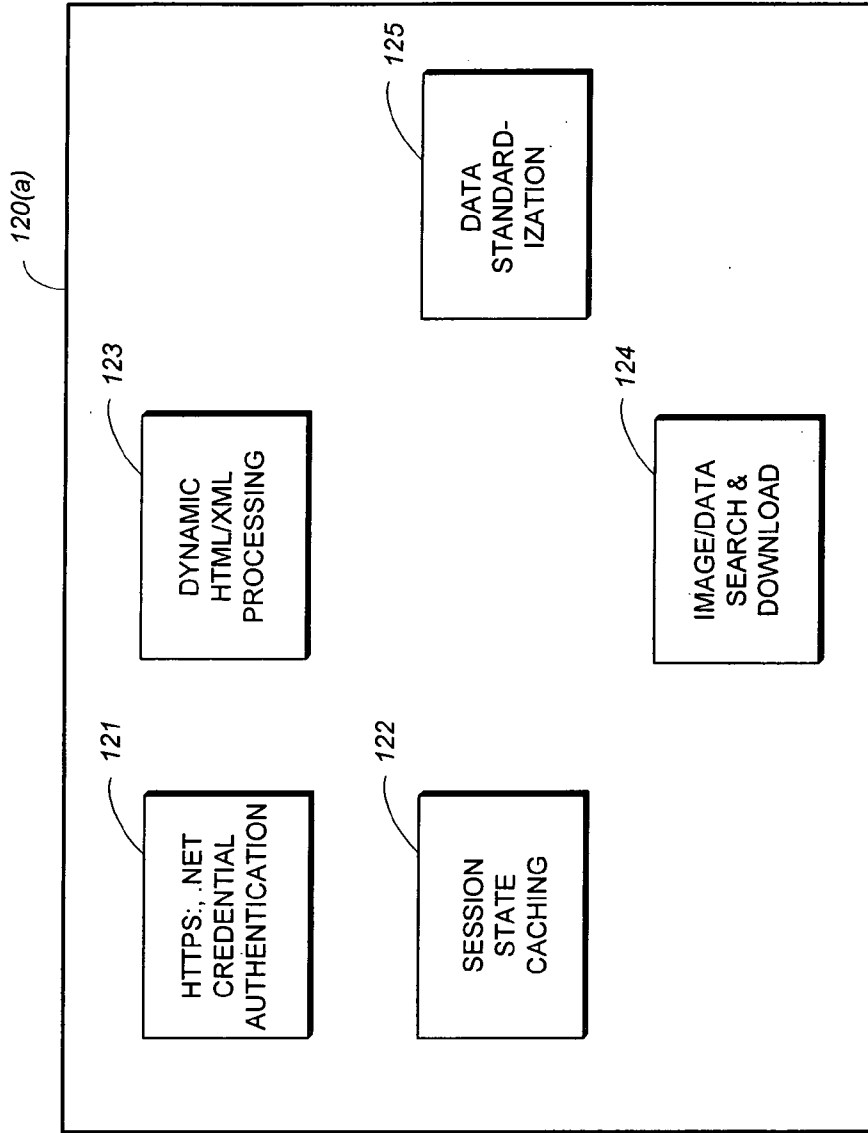 120(a)
121
HTTPS:, .NET
CREDENTIAL
AUTHENTICATION
123
DYNAMIC
HTML/XML
PROCESSING
122
SESSION
STATE
CACHING
125
DATA
STANDARD-
IZATION
124
IMAGE/DATA
SEARCH &
DOWNLOAD